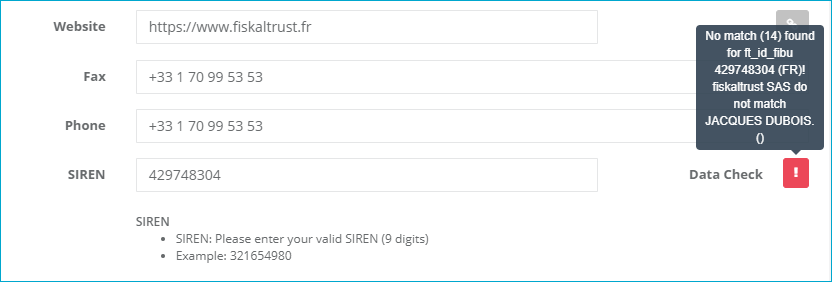 Website
https://www.fiskaltrust.fr
No match (14) found
for ft_id_fibu
429748304 (FR)!
fiskaltrust SAS do
not match
JACQUES DUBOIS.
()
Fax
+33 1 70 99 53 53
Phone
+33 1 70 99 53 53
SIREN
429748304
Data Check
!
SIREN
• SIREN: Please enter your valid SIREN (9 digits)
• Example: 321654980